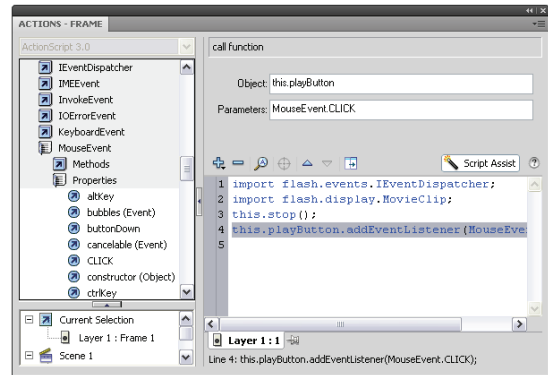 ACTIONS - FRAME
ActionScript 3.0
IEventDispatcher
IMEEvent
InvokeEvent
IOErrorEvent
KeyboardEvent
MouseEvent
Methods
Properties
altKey
bubbles (Event)
buttonDown
cancelable (Event)
CLICK
constructor (Object)
ctrlKey
Current Selection
Layer 1 : Frame 1
Scene 1
call function
Object: this.playButton
Parameters: MouseEvent.CLICK
Script Assist
1 import flash.events.IEventDispatcher;
2 import flash.display.MovieClip;
3 this.stop();
4 this.playButton.addEventListener(MouseEve
5
Layer 1 : 1
Line 4: this.playButton.addEventListener(MouseEvent.CLICK);